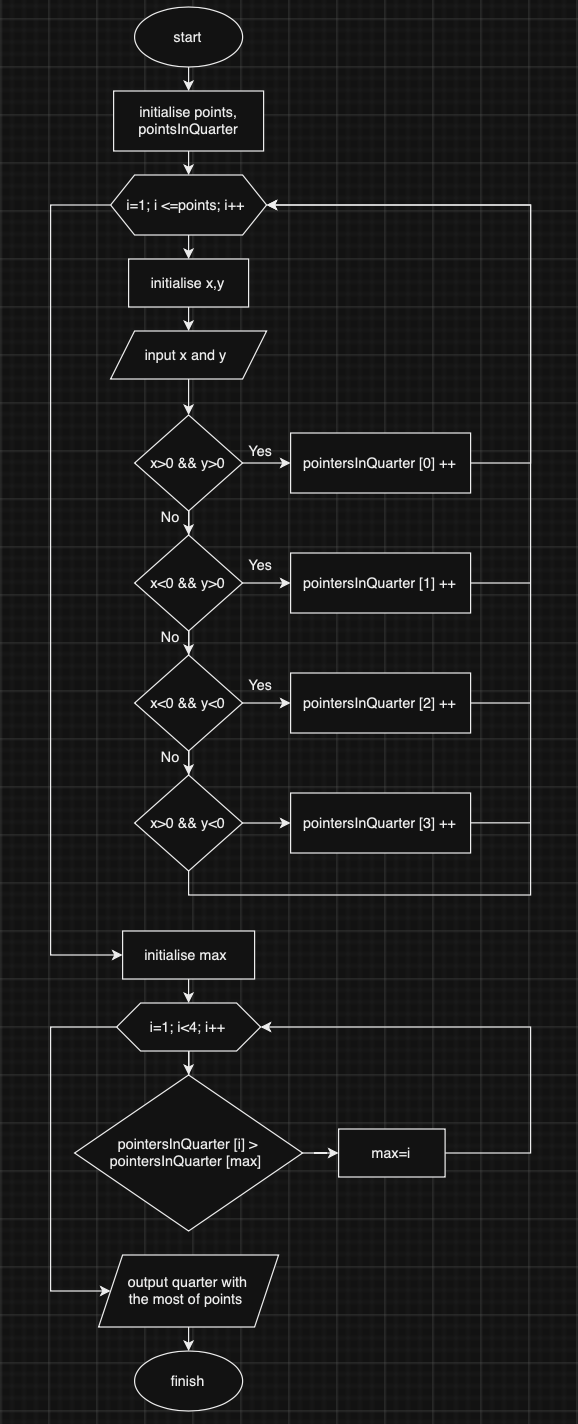 start
initialise points,
pointsInQuarter
i=1; i <=points; i++
initialise x,y
input x and y
x>0 && y>0
Yes
pointersInQuarter [0] ++
No
x<0 && y>0
Yes
pointersInQuarter [1] ++
No
x<0 && y<0
Yes
pointersInQuarter [2] ++
No
x>0 && y<0
pointersInQuarter [3] ++
initialise max
i=1; i<4; i++
pointersInQuarter [i] >
pointersInQuarter [max]
max=i
output quarter with
the most of points
finish